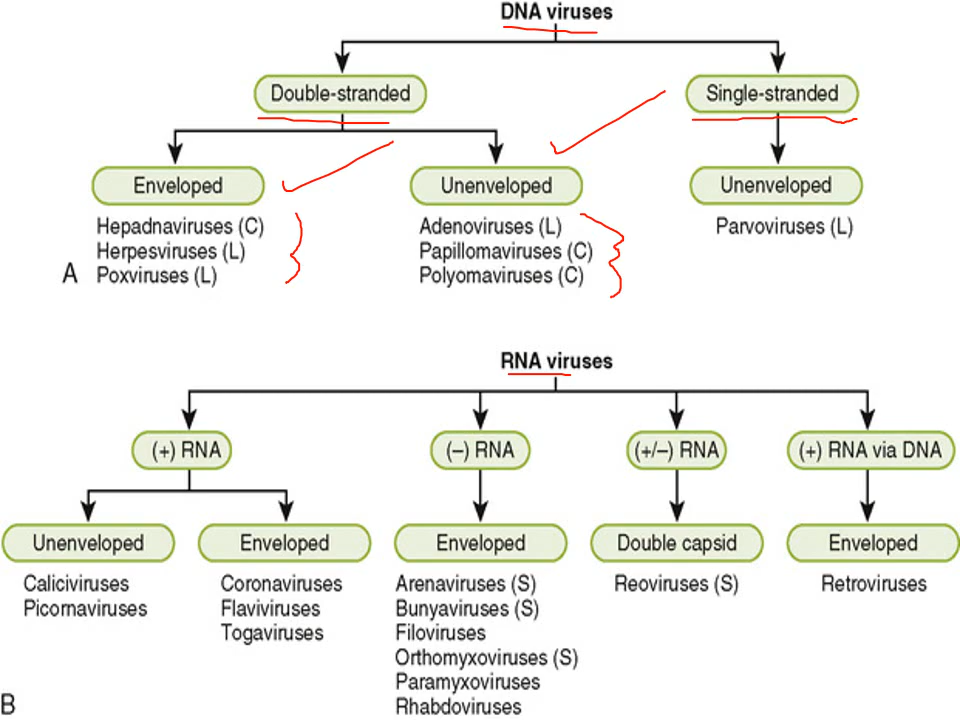 DNA viruses
Double-stranded
Single-stranded
Enveloped
Unenveloped
Unenveloped
Hepadnaviruses (C)
Herpesviruses (L)
Poxviruses (L)
Adenoviruses (L)
Papillomaviruses (C)
Polyomaviruses (C)
Parvoviruses (L)
A
RNA viruses
(+) RNA
(–) RNA
(+/–) RNA
(+) RNA via DNA
Unenveloped
Enveloped
Enveloped
Double capsid
Enveloped
Caliciviruses
Picornaviruses
Coronaviruses
Flaviviruses
Togaviruses
Arenaviruses (S)
Bunyaviruses (S)
Filoviruses
Orthomyxoviruses (S)
Paramyxoviruses
Rhabdoviruses
Reoviruses (S)
Retroviruses
B